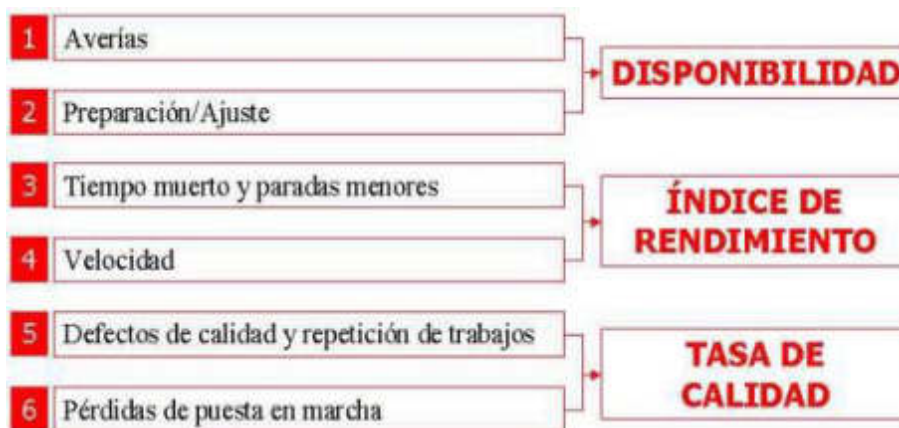 1 Averías
2 Preparación/Ajuste
DISPONIBILIDAD
3 Tiempo muerto y paradas menores
4 Velocidad
ÍNDICE DE
RENDIMIENTO
5 Defectos de calidad y repetición de trabajos
6 Pérdidas de puesta en marcha
TASA DE
CALIDAD